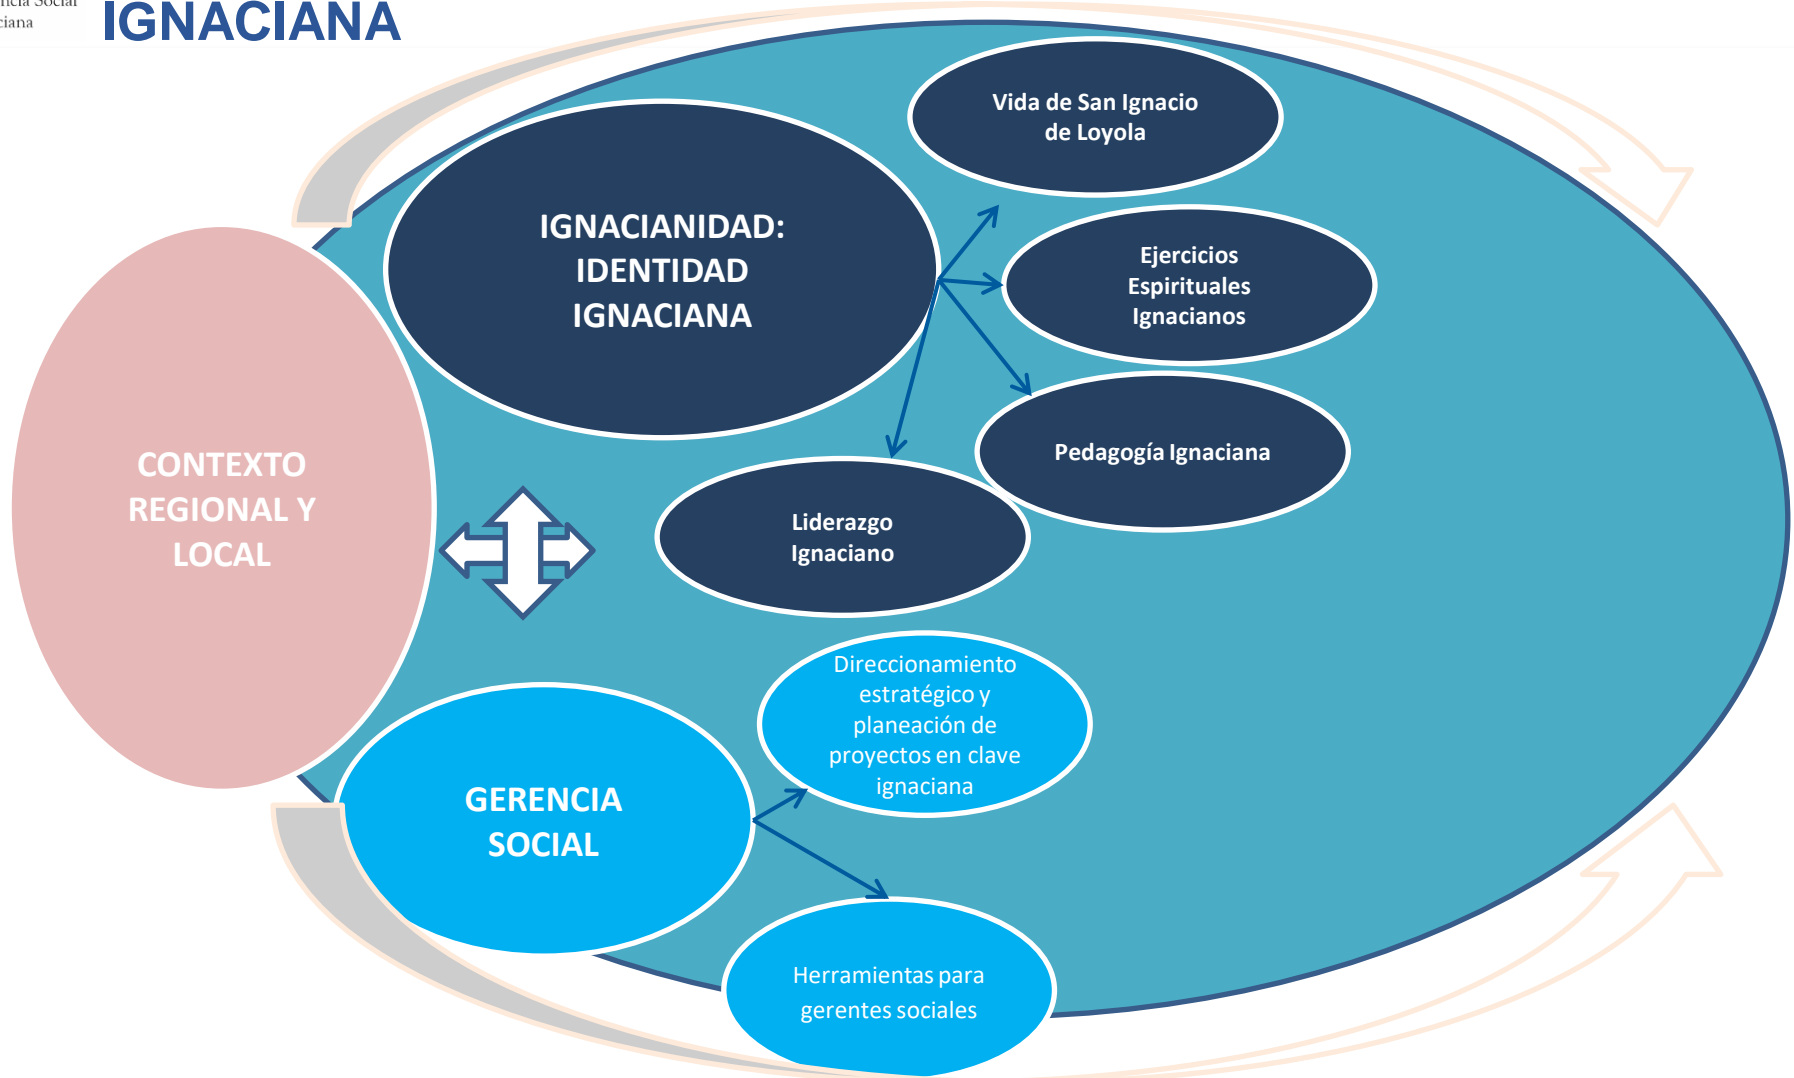 Social
IGNACIANA
Vida de San Ignacio
de Loyola
IGNACIANIDAD:
IDENTIDAD
IGNACIANA
Ejercicios
Espirituales
Ignacianos
Pedagogía Ignaciana
CONTEXTO
REGIONAL Y
LOCAL
Liderazgo
Ignaciano
Direccionamiento
estratégico y
planeación de
proyectos en clave
ignaciana
GERENCIA
SOCIAL
Herramientas para
gerentes sociales